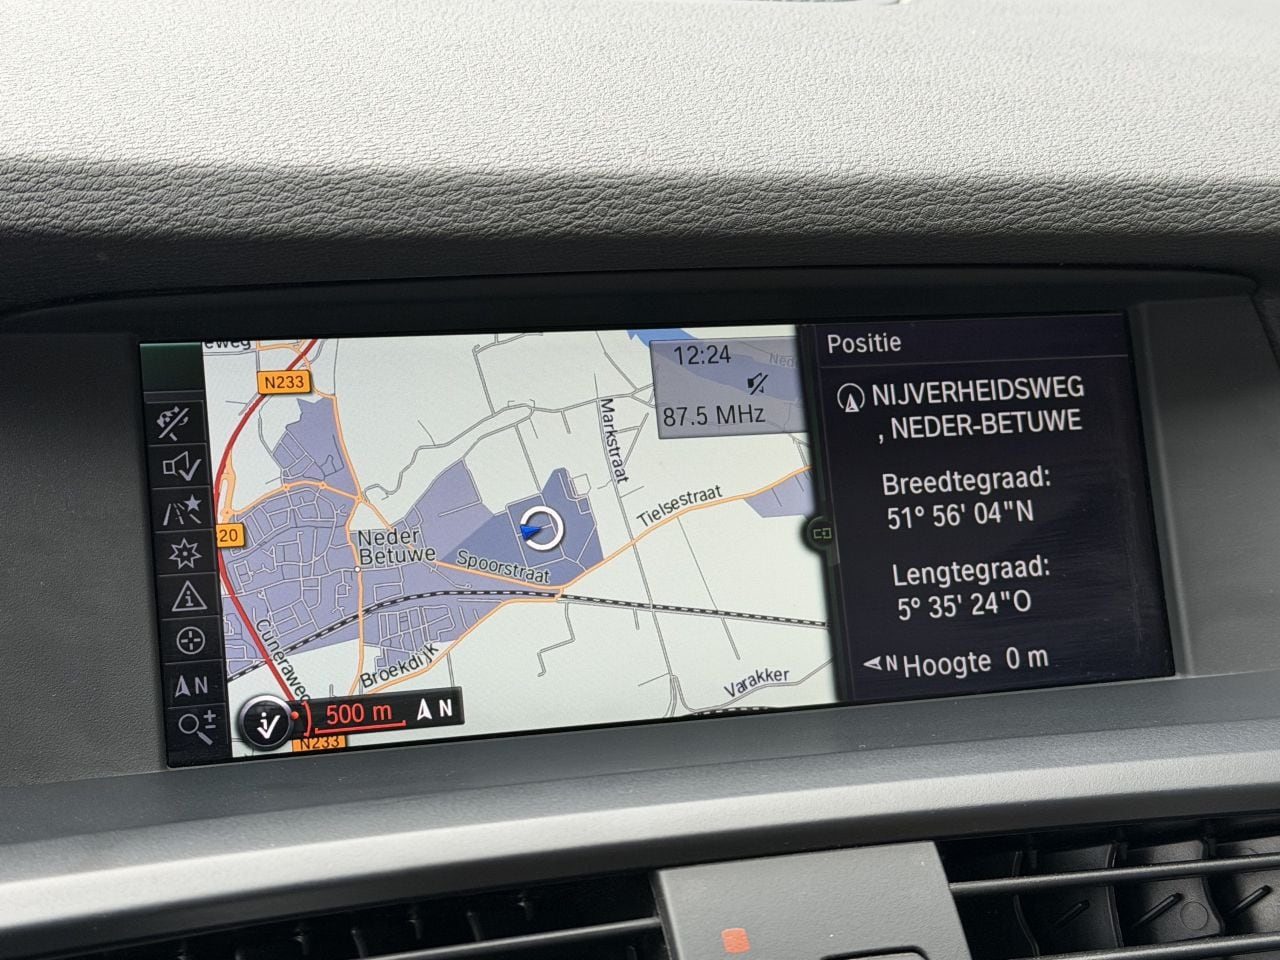 eweg
N233
12:24
87.5 MHz
Ned
Markstraat
Tielsestraat
20
Neder
Betuwe
Spoorstraat
Cuneraweg
Broekdijk
Varakker
500 m
N
N233
N
Positie
NIJVERHEIDSWEG
, NEDER-BETUWE
Breedtegraad:
51° 56' 04"N
Lengtegraad:
5° 35' 24"O
N Hoogte 0 m